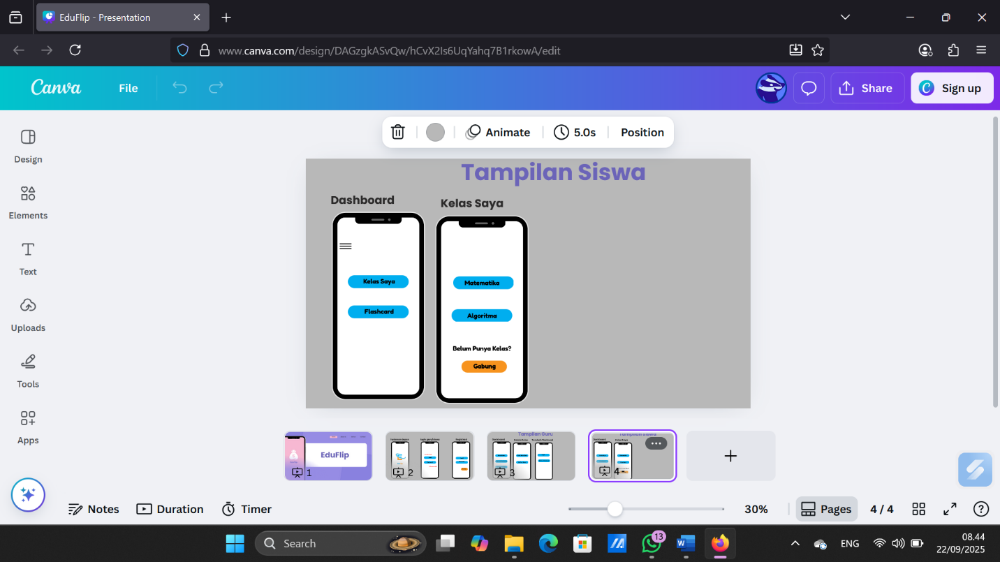 EduFlip - Presentation
www.canva.com/design/DAGzgkASvQw/hCvX2Is6UqYahq7B1rkowA/edit
Canva
File
Share
Sign up
Animate
5.0s
Position
Design
Elements
Text
Uploads
Tools
Apps
Tampilan Siswa
Dashboard
Kelas Saya
Kelas Saya
Flashcard
Matematika
Algoritma
Belum Punya Kelas?
Gabung
EduFlip
1
2
Tampilan Guru
3
4
Notes
Duration
Timer
30%
Pages
4 / 4
Search
13
ENG
08.44
22/09/2025